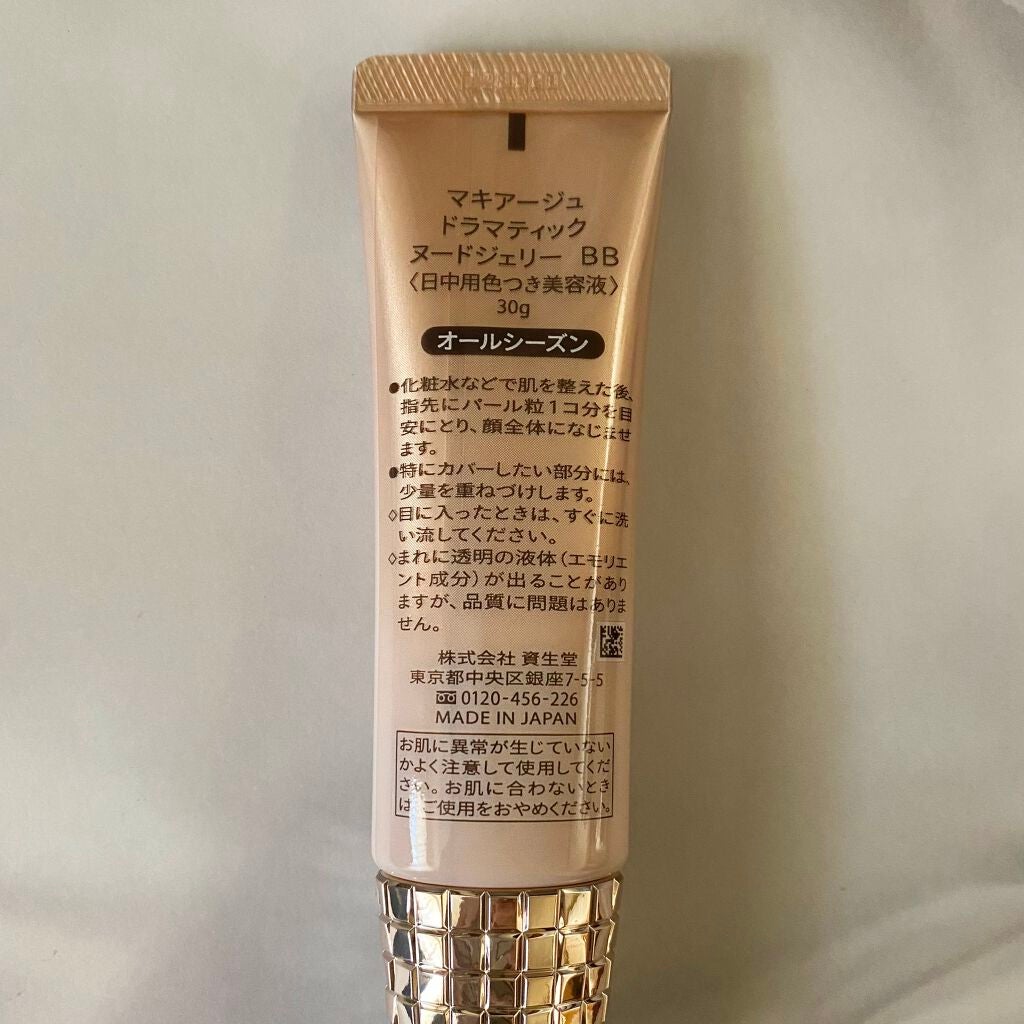 マキアージュ
ドラマティック
ヌードジェリー BB
〈日中用色つき美容液〉
30g
オールシーズン
●化粧水などで肌を整えた後、
指先にパール粒1コ分を目
安にとり、顔全体になじませ
ます。
●特にカバーしたい部分には、
少量を重ねづけします。
◇目に入ったときは、すぐに洗
い流してください。
◇まれに透明の液体（エモリエ
ント成分）が出ることがあり
ますが、品質に問題はありま
せん。
株式会社 資生堂
東京都中央区銀座7-5-5
0120-456-226
MADE IN JAPAN
お肌に異常が生じていない
かよく注意して使用してくだ
さい。お肌に合わないとき
は、ご使用をおやめください。